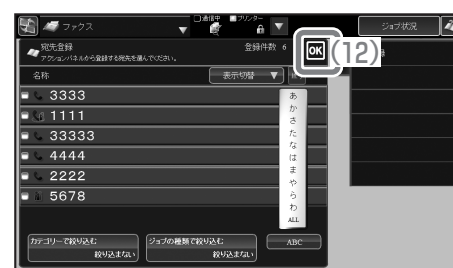 ファクス
通信中
プリンター
ジョブ状況
宛先登録
アクションパネルから登録する宛先を選んでください。
登録件数 6
OK
(12)
名称
表示切替 ▼
3333
1111
33333
4444
2222
5678
あ
か
さ
た
な
は
ま
や
ら
わ
ALL
カテゴリーで絞り込む
絞り込まない
ジョブの種類で絞り込む
絞り込まない
ABC